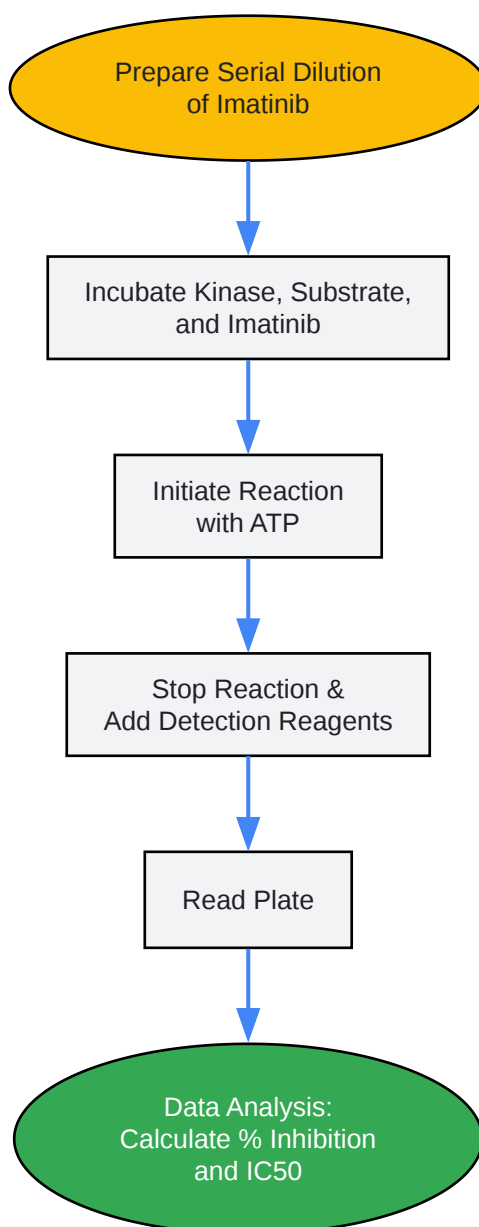 Prepare Serial Dilution
of Imatinib
Incubate Kinase, Substrate,
and Imatinib
Initiate Reaction
with ATP
Stop Reaction &
Add Detection Reagents
Read Plate
Data Analysis:
Calculate % Inhibition
and IC50